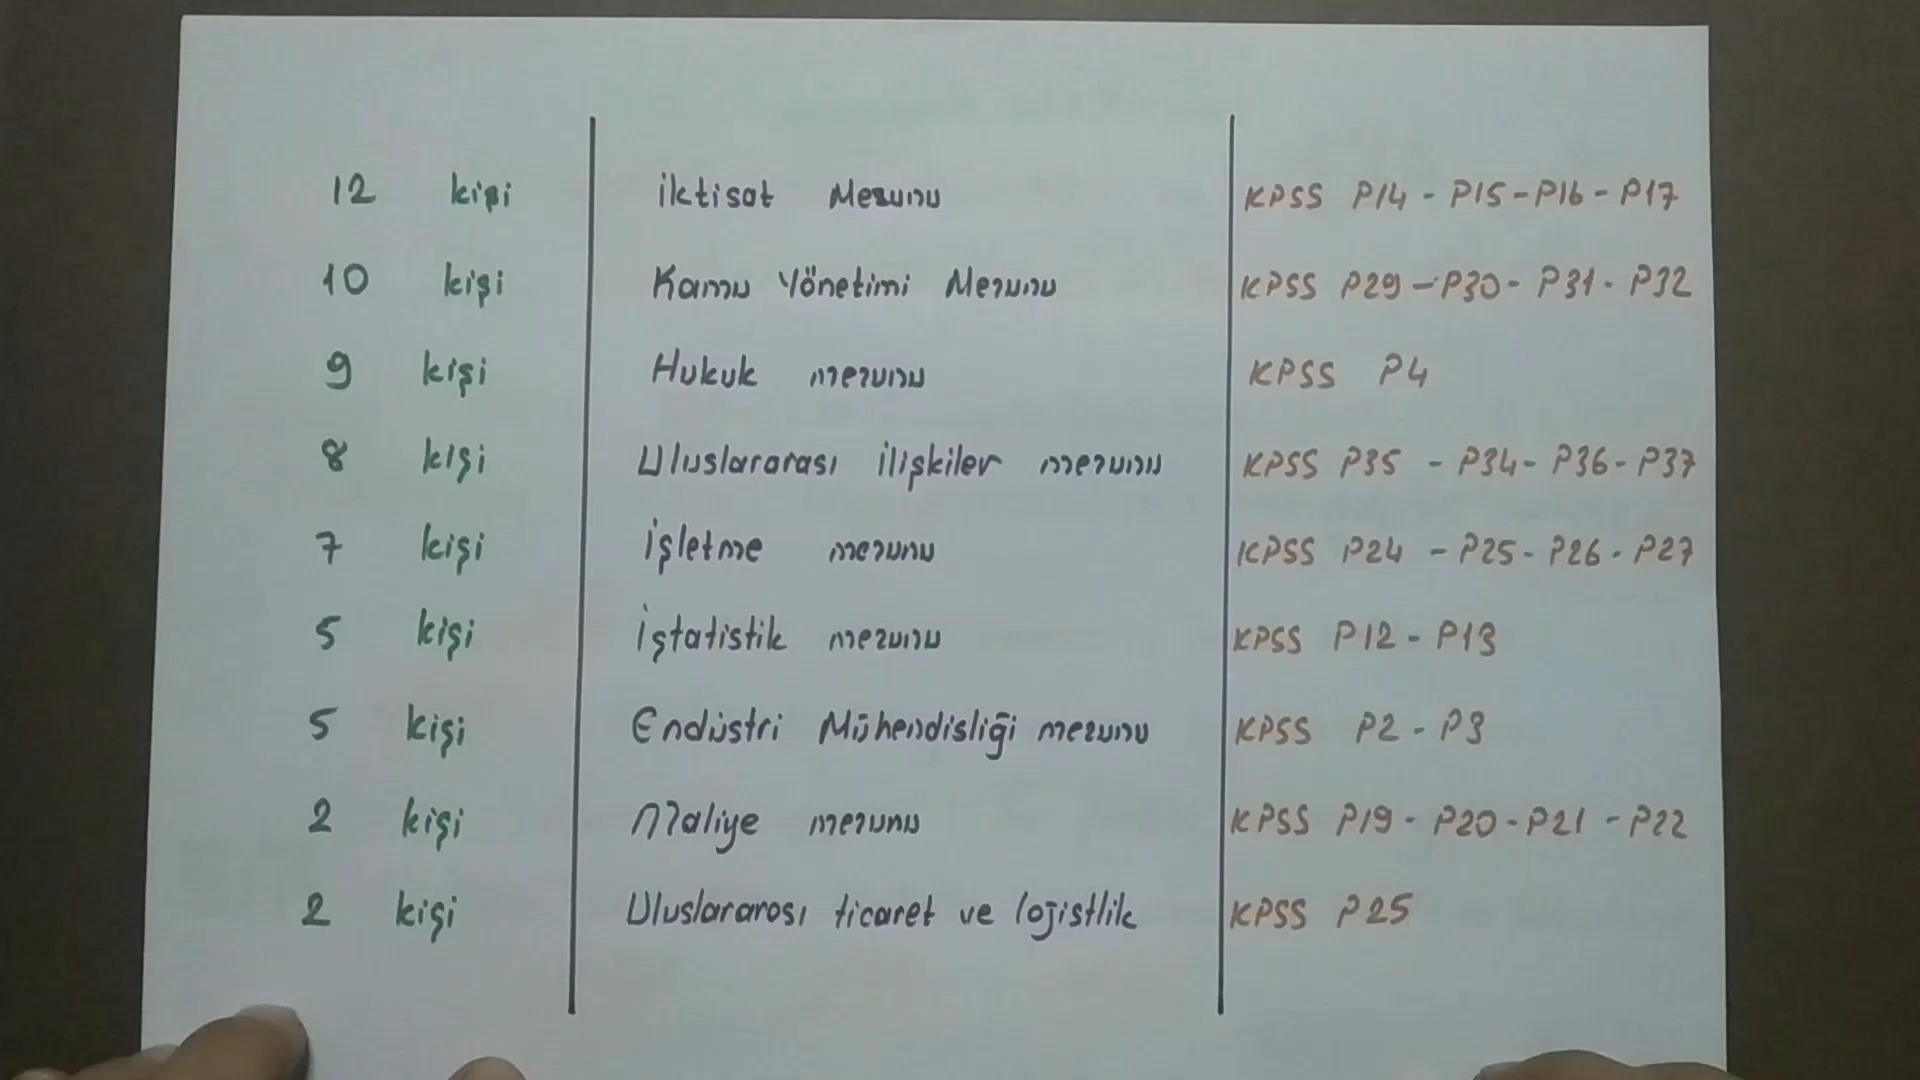 12 kişi iktisat Mezunu KPSS P14 - P15 - P16 - P17
10 kişi Kamu Yönetimi Mezunu KPSS P29 - P30 - P31 - P32
9 kişi Hukuk mezunu KPSS P4
8 kişi Uluslararası ilişkiler mezunu KPSS P35 - P34 - P36 - P37
7 kişi işletme mezunu KPSS P24 - P25 - P26 - P27
5 kişi iştatistik mezunu KPSS P12 - P13
5 kişi Endüstri Mühendisliği mezunu KPSS P2 - P3
2 kişi Maliye mezunu KPSS P19 - P20 - P21 - P22
2 kişi Uluslararası ticaret ve lojistlik KPSS P25